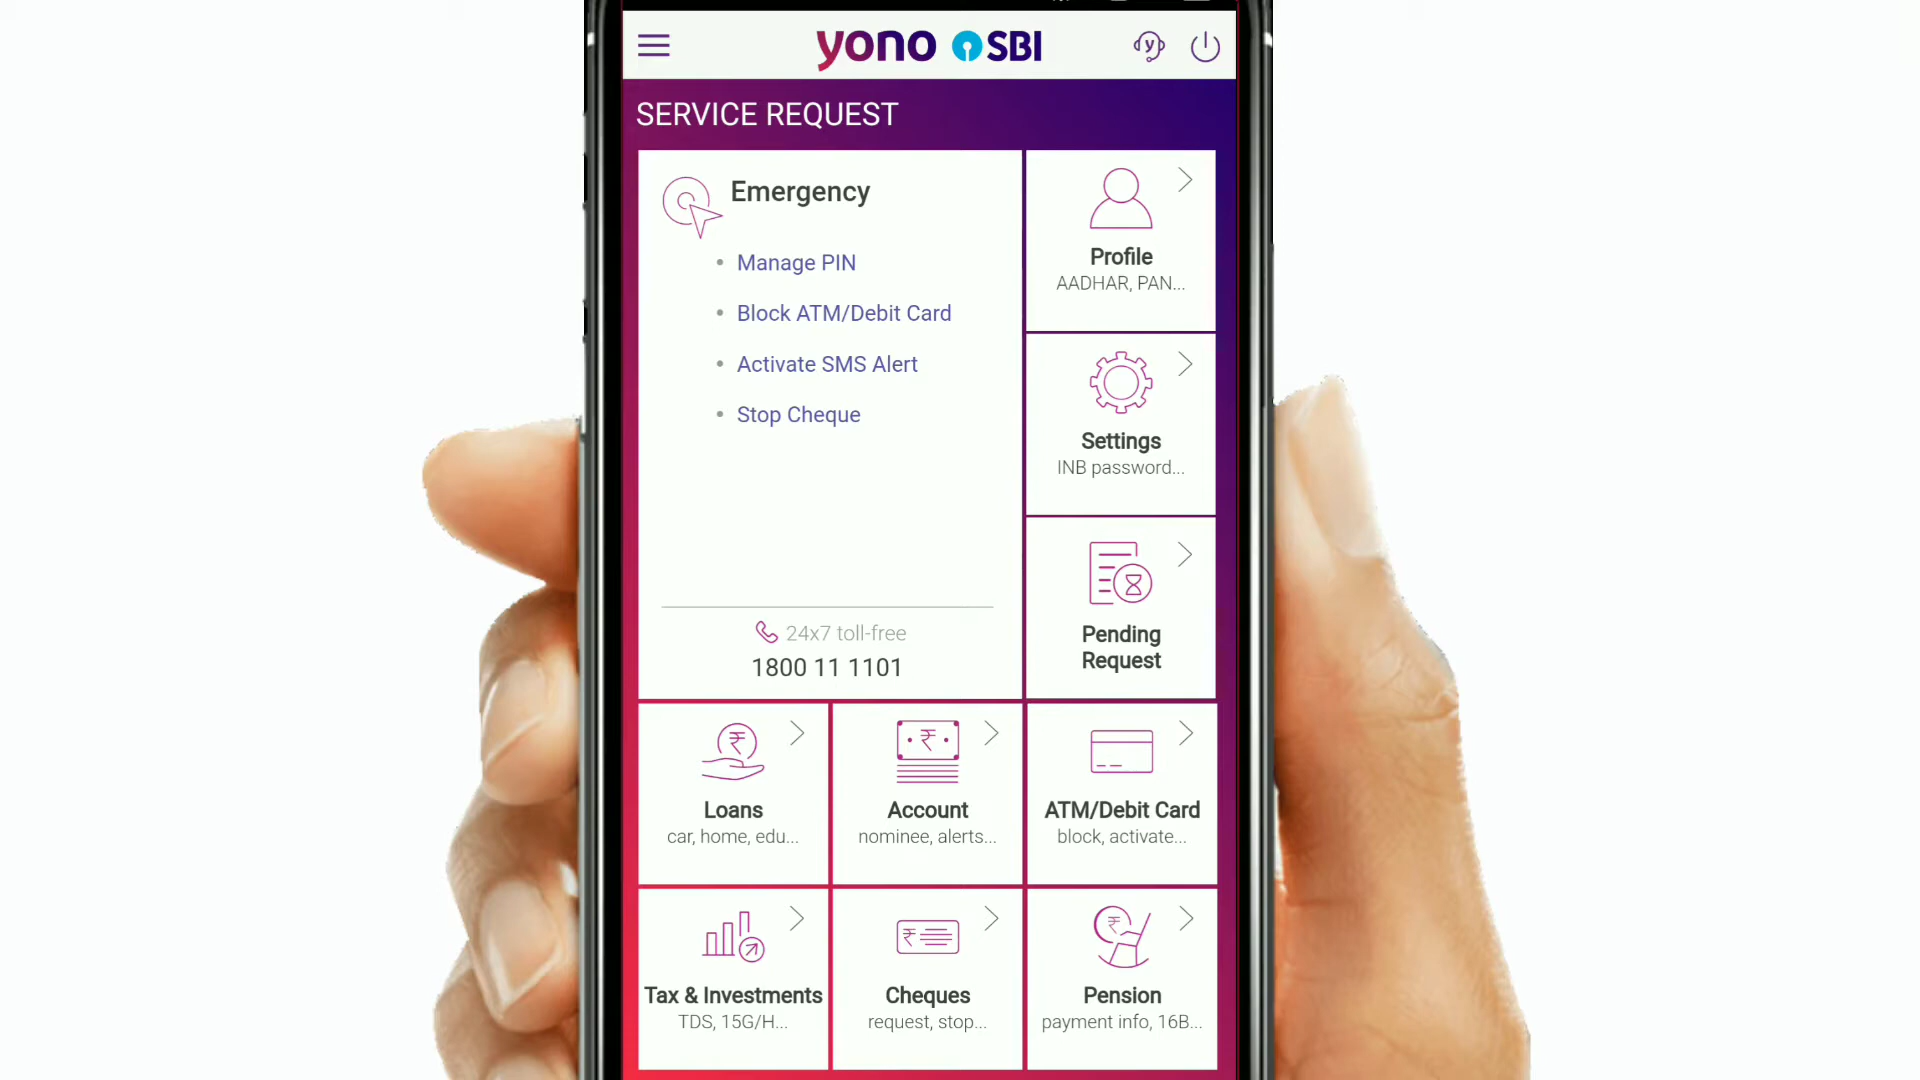 yono SBI
SERVICE REQUEST
Emergency
• Manage PIN
• Block ATM/Debit Card
• Activate SMS Alert
• Stop Cheque
24x7 toll-free
1800 11 1101
Profile
AADHAR, PAN...
Settings
INB password...
Pending
Request
Loans
car, home, edu...
Account
nominee, alerts...
ATM/Debit Card
block, activate...
Tax & Investments
TDS, 15G/H...
Cheques
request, stop...
Pension
payment info, 16B...